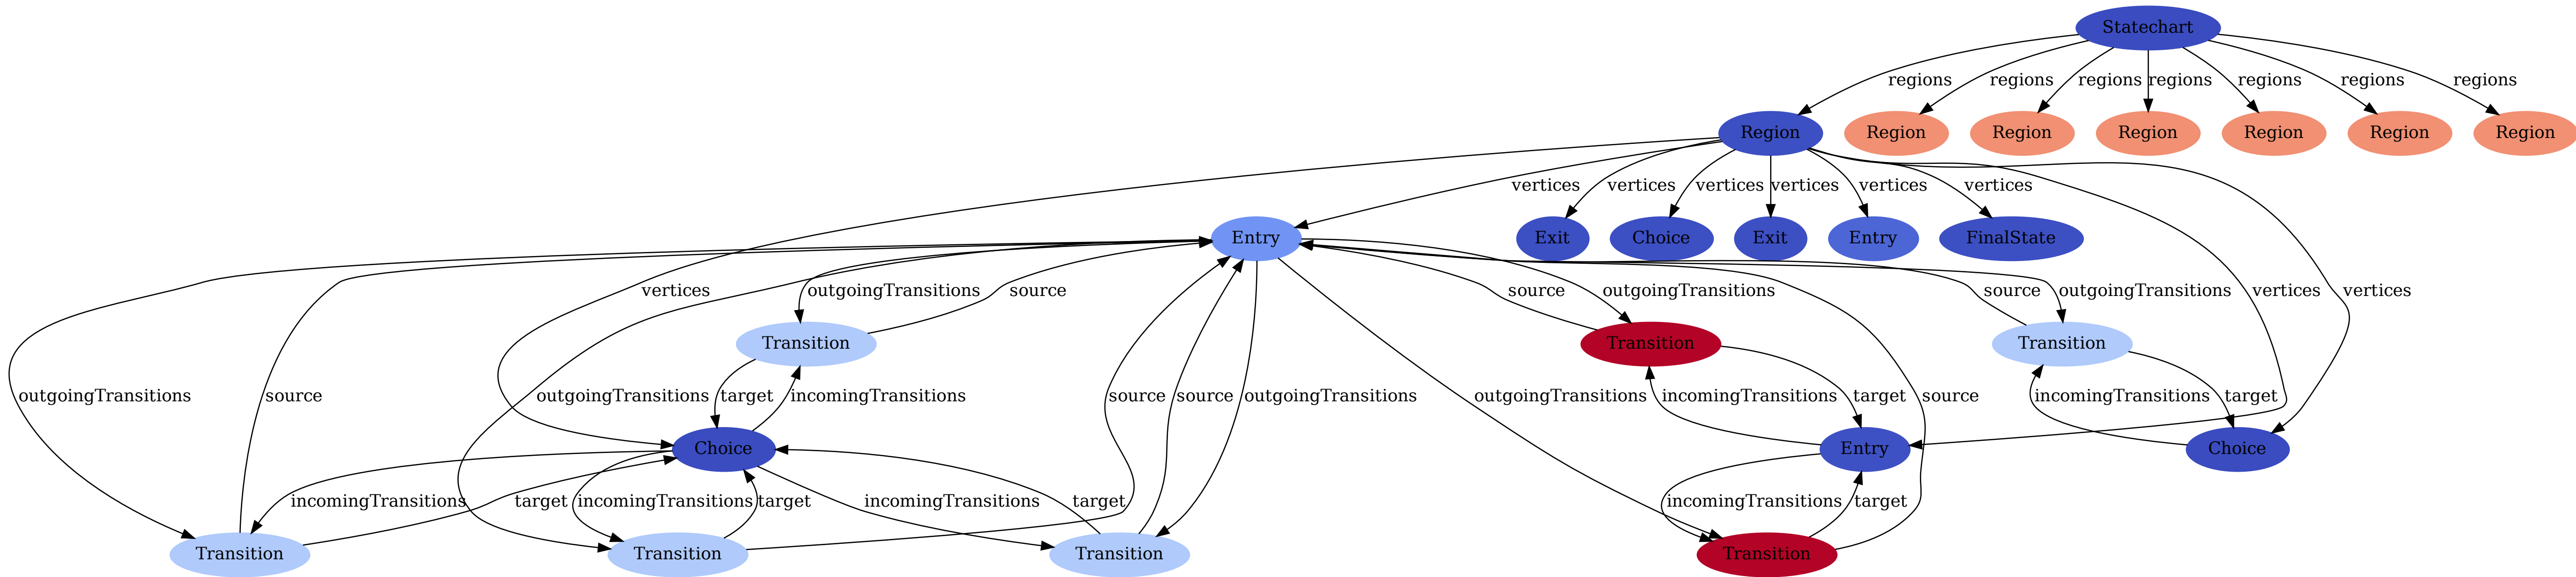 Statechart
regions regions regions regions regions regions regions
Region Region Region Region Region Region Region
vertices vertices vertices vertices vertices vertices
Entry Exit Choice Exit Entry FinalState
vertices outgoingTransitions source source outgoingTransitions source outgoingTransitions vertices vertices
Transition Transition Transition
outgoingTransitions source outgoingTransitions target incomingTransitions source source outgoingTransitions outgoingTransitions incomingTransitions target source incomingTransitions target
Choice Entry Choice
incomingTransitions target incomingTransitions target incomingTransitions target incomingTransitions target
Transition Transition Transition Transition